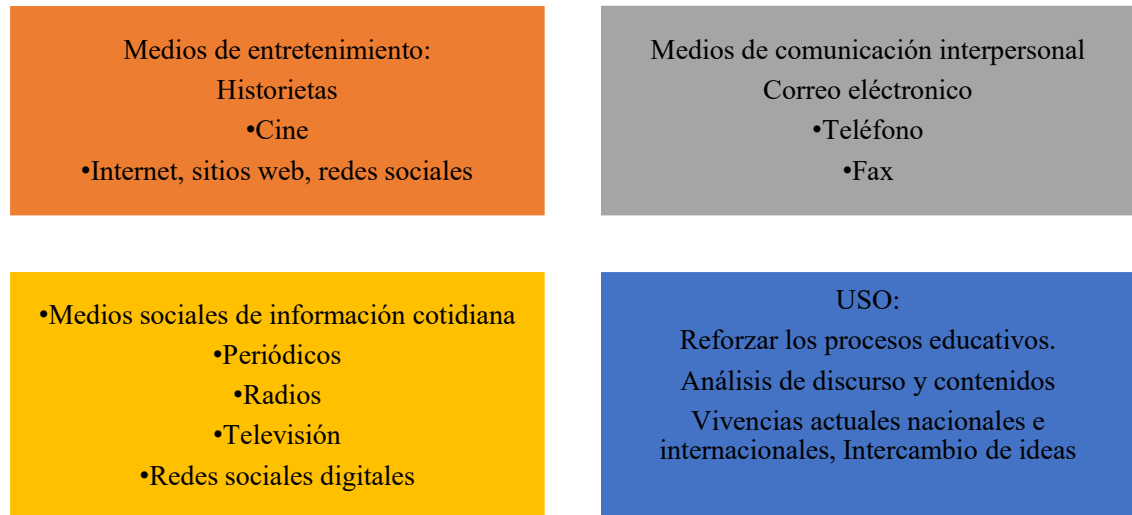 Medios de entretenimiento:
Historietas
•Cine
•Internet, sitios web, redes sociales
Medios de comunicación interpersonal
Correo eléctronico
•Teléfono
•Fax
•Medios sociales de información cotidiana
•Periódicos
•Radios
•Televisión
•Redes sociales digitales
USO:
Reforzar los procesos educativos.
Análisis de discurso y contenidos
Vivencias actuales nacionales e
internacionales, Intercambio de ideas